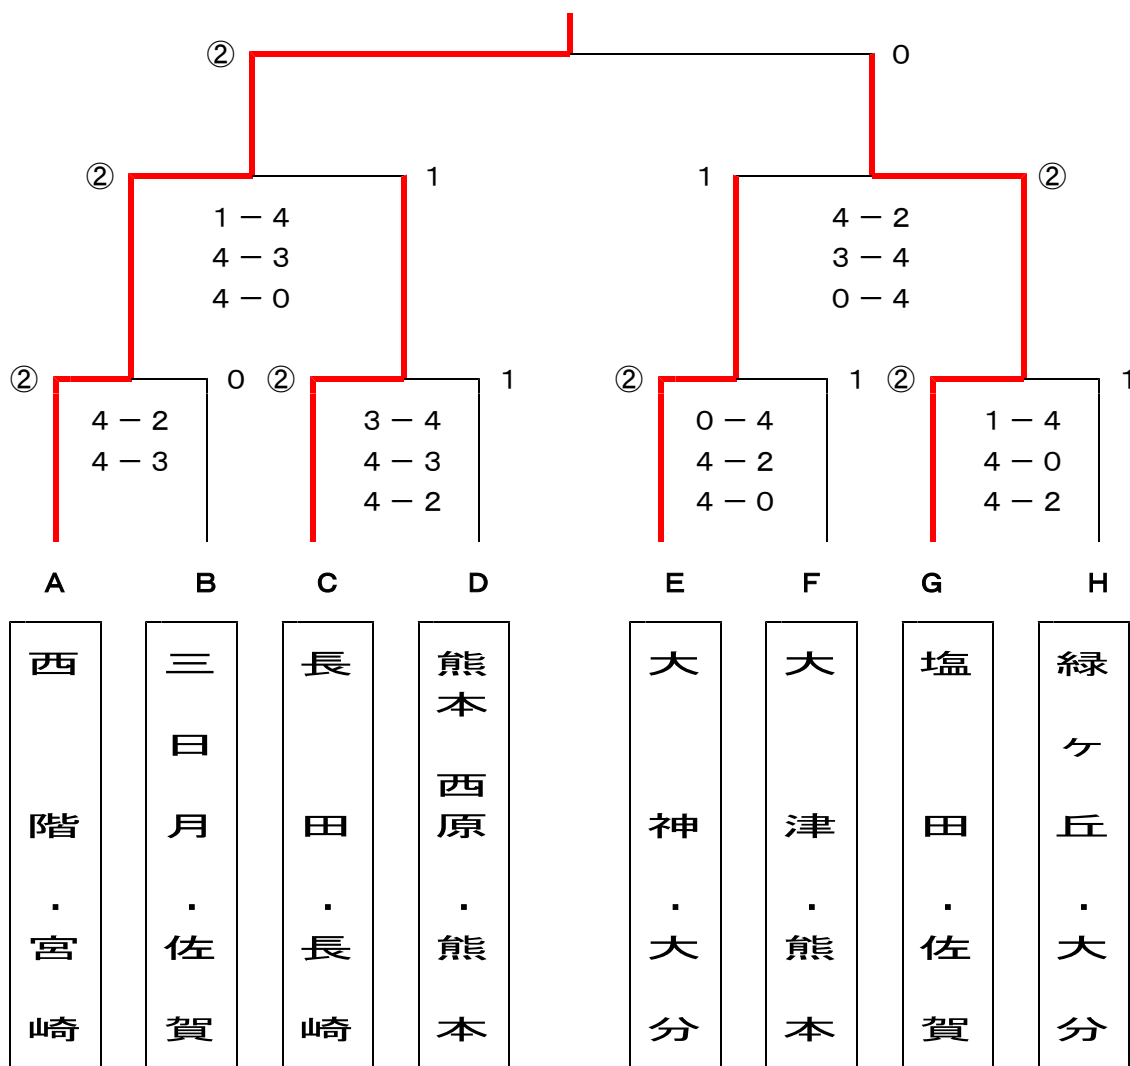 ② 0
② 1 1 ②
1－4 4－2
4－3 3－4
4－0 0－4
② 0 ② 1 ② 1 ② 1
4－2 3－4 0－4 1－4
4－3 4－3 4－2 4－0
4－2 4－0 4－2
A B C D E F G H
西階・宮崎
三日月・佐賀
長田・長崎
熊本西原・熊本
大神・大分
大津・熊本
塩田・佐賀
緑ヶ丘・大分